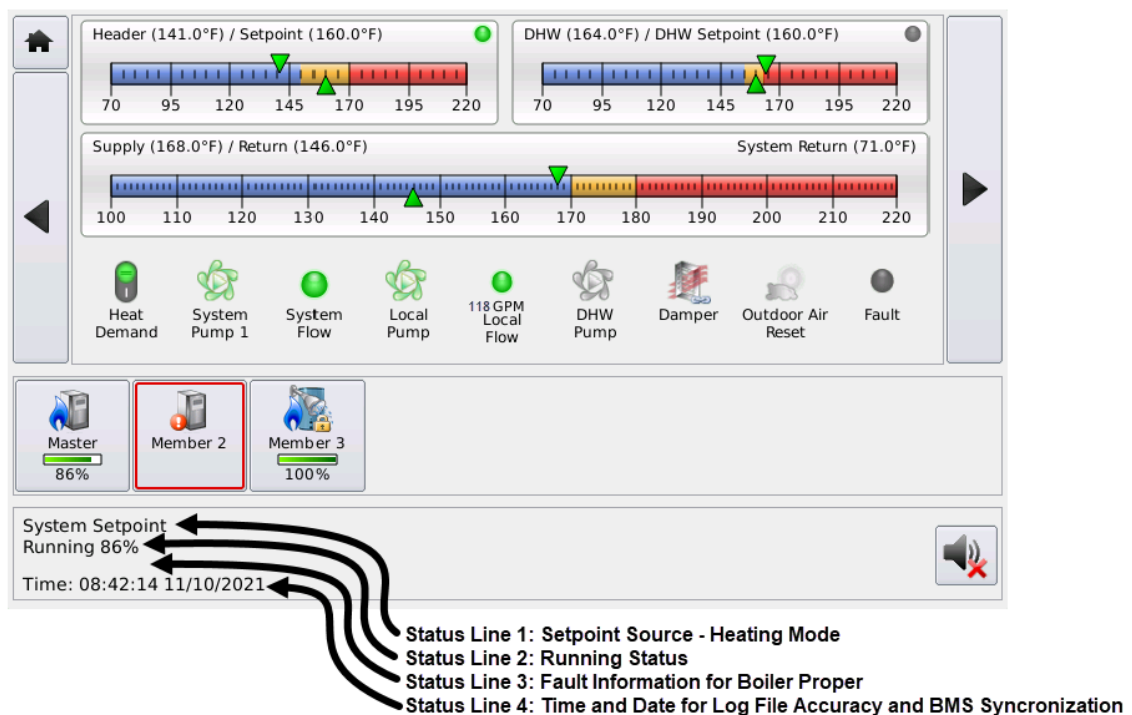 Header (141.0°F) / Setpoint (160.0°F)
70 95 120 145 170 195 220
DHW (164.0°F) / DHW Setpoint (160.0°F)
70 95 120 145 170 195 220
Supply (168.0°F) / Return (146.0°F) System Return (71.0°F)
100 110 120 130 140 150 160 170 180 190 200 210 220
Heat
Demand
System
Pump 1
System
Flow
Local
Pump
118 GPM
Local
Flow
DHW
Pump
Damper
Outdoor Air
Reset
Fault
Master
86%
Member 2
Member 3
100%
System Setpoint
Running 86%
Time: 08:42:14 11/10/2021
Status Line 1: Setpoint Source - Heating Mode
Status Line 2: Running Status
Status Line 3: Fault Information for Boiler Proper
Status Line 4: Time and Date for Log File Accuracy and BMS Syncronization